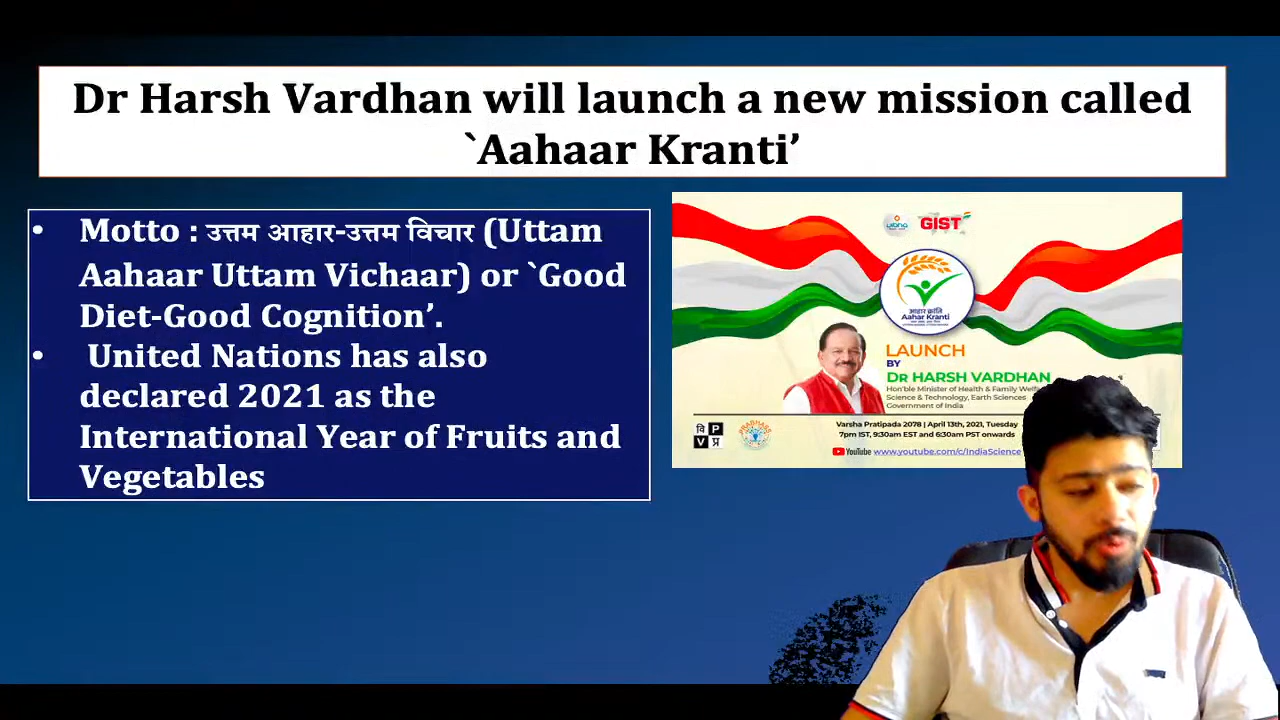 Dr Harsh Vardhan will launch a new mission called
`Aahaar Kranti’
• Motto : उत्तम आहार-उत्तम विचार (Uttam
Aahaar Uttam Vichaar) or `Good
Diet-Good Cognition’.
• United Nations has also
declared 2021 as the
International Year of Fruits and
Vegetables
GIST
आहार क्रांति
Aahar Kranti
LAUNCH
BY
DR HARSH VARDHAN
Hon'ble Minister of Health & Family
Science & Technology, Earth Sciences
Government of India
वि P
V प्र
Varsha Pratipada 2078 | April 13th, 2021, Tuesday
7pm IST, 9:30am EST and 6:30am PST onwards
YouTube www.youtube.com/c/IndiaScience